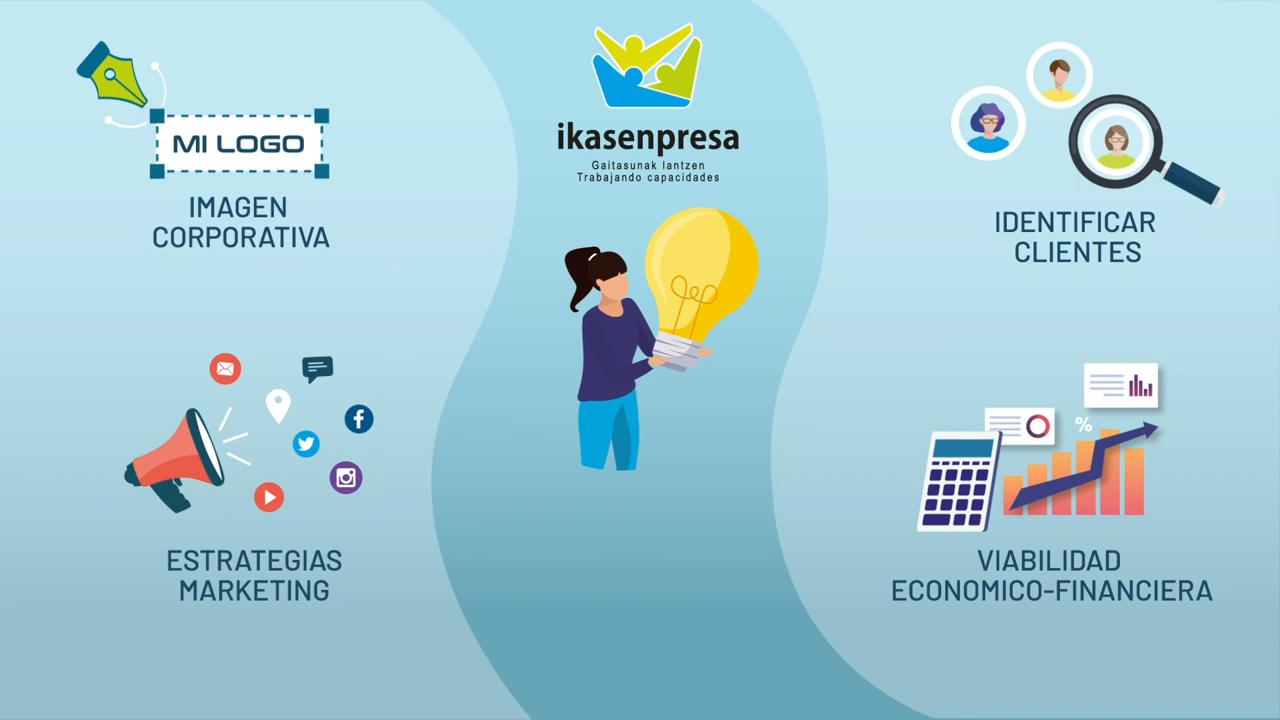 MI LOGO
IMAGEN
CORPORATIVA
ikasenpresa
Gaitasunak lantzen
Trabajando capacidades
IDENTIFICAR
CLIENTES
ESTRATEGIAS
MARKETING
%
VIABILIDAD
ECONOMICO-FINANCIERA